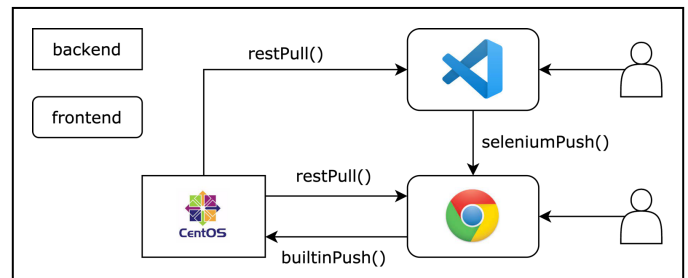 backend
restPull()
frontend
seleniumPush()
restPull()
CentOS
builtinPush()